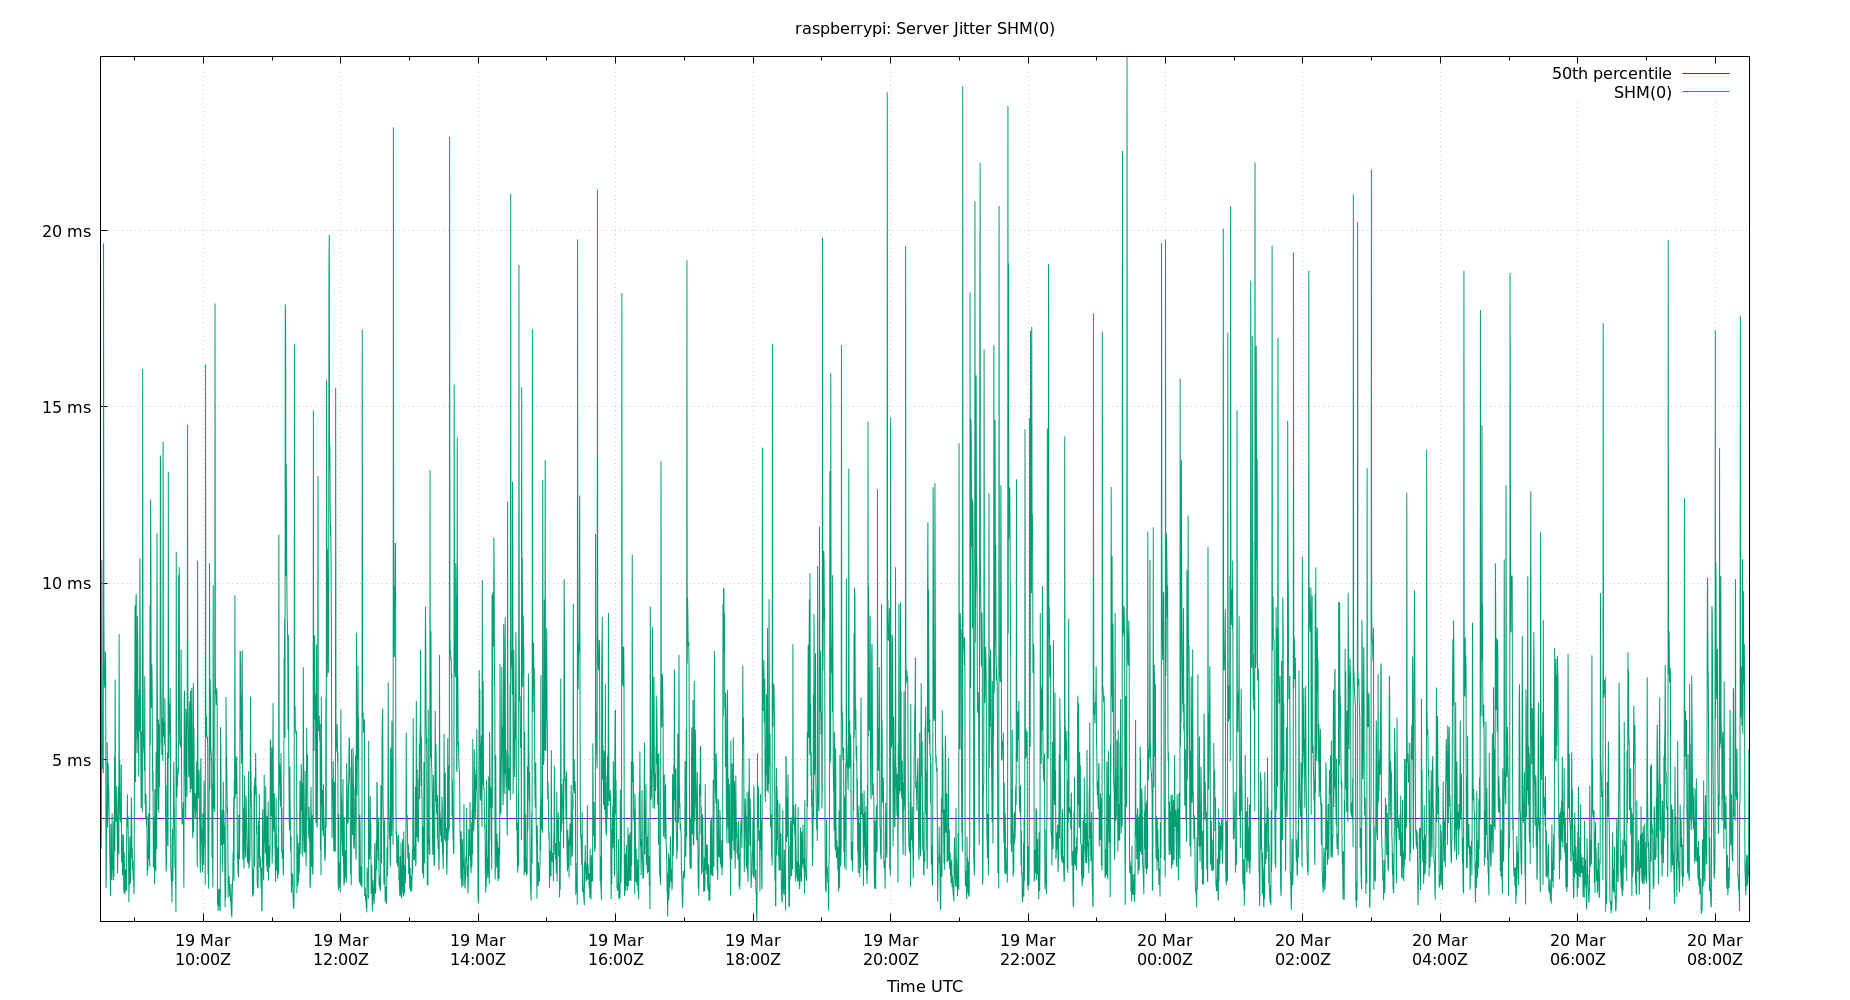 raspberrypi: Server Jitter SHM(0)
50th percentile
SHM(0)
20 ms
15 ms
10 ms
5 ms
19 Mar 19 Mar 19 Mar 19 Mar 19 Mar 19 Mar 19 Mar 20 Mar 20 Mar 20 Mar 20 Mar 20 Mar
10:00Z 12:00Z 14:00Z 16:00Z 18:00Z 20:00Z 22:00Z 00:00Z 02:00Z 04:00Z 06:00Z 08:00Z
Time UTC